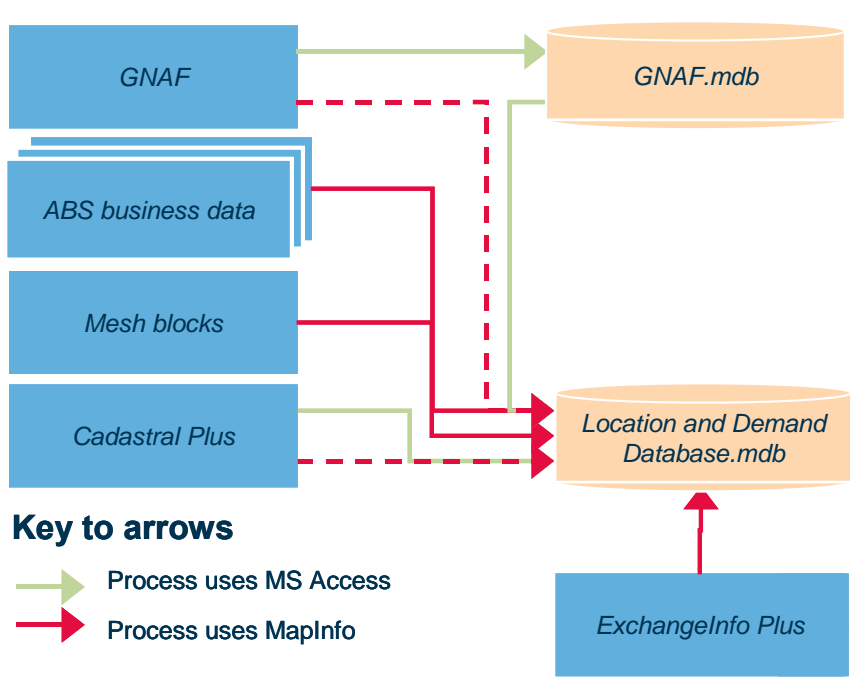 GNAF
GNAF.mdb
ABS business data
Mesh blocks
Cadastral Plus
Location and Demand
Database.mdb
Key to arrows
Process uses MS Access
Process uses MapInfo
ExchangeInfo Plus